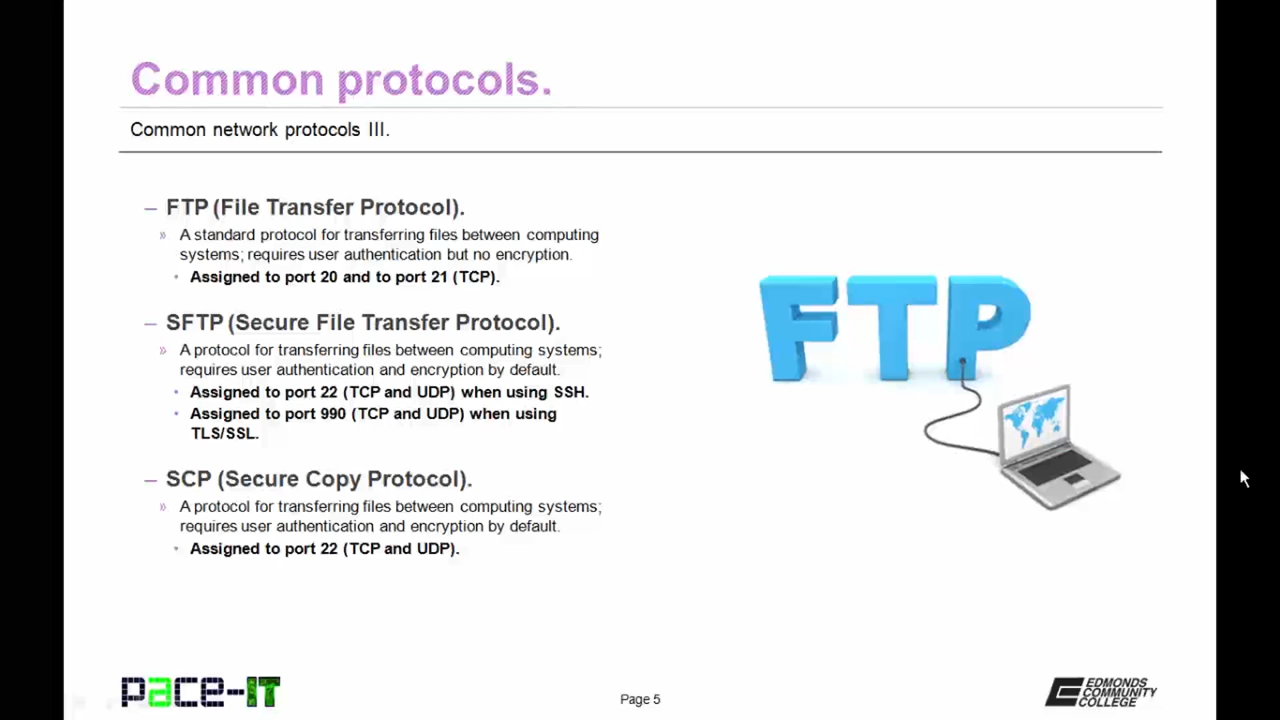 Common protocols.
Common network protocols III.
– FTP (File Transfer Protocol).
» A standard protocol for transferring files between computing
systems; requires user authentication but no encryption.
• Assigned to port 20 and to port 21 (TCP).
– SFTP (Secure File Transfer Protocol).
» A protocol for transferring files between computing systems;
requires user authentication and encryption by default.
• Assigned to port 22 (TCP and UDP) when using SSH.
• Assigned to port 990 (TCP and UDP) when using
TLS/SSL.
– SCP (Secure Copy Protocol).
» A protocol for transferring files between computing systems;
requires user authentication and encryption by default.
• Assigned to port 22 (TCP and UDP).
FTP
pace-IT
Page 5
EDMONDS
COMMUNITY
COLLEGE